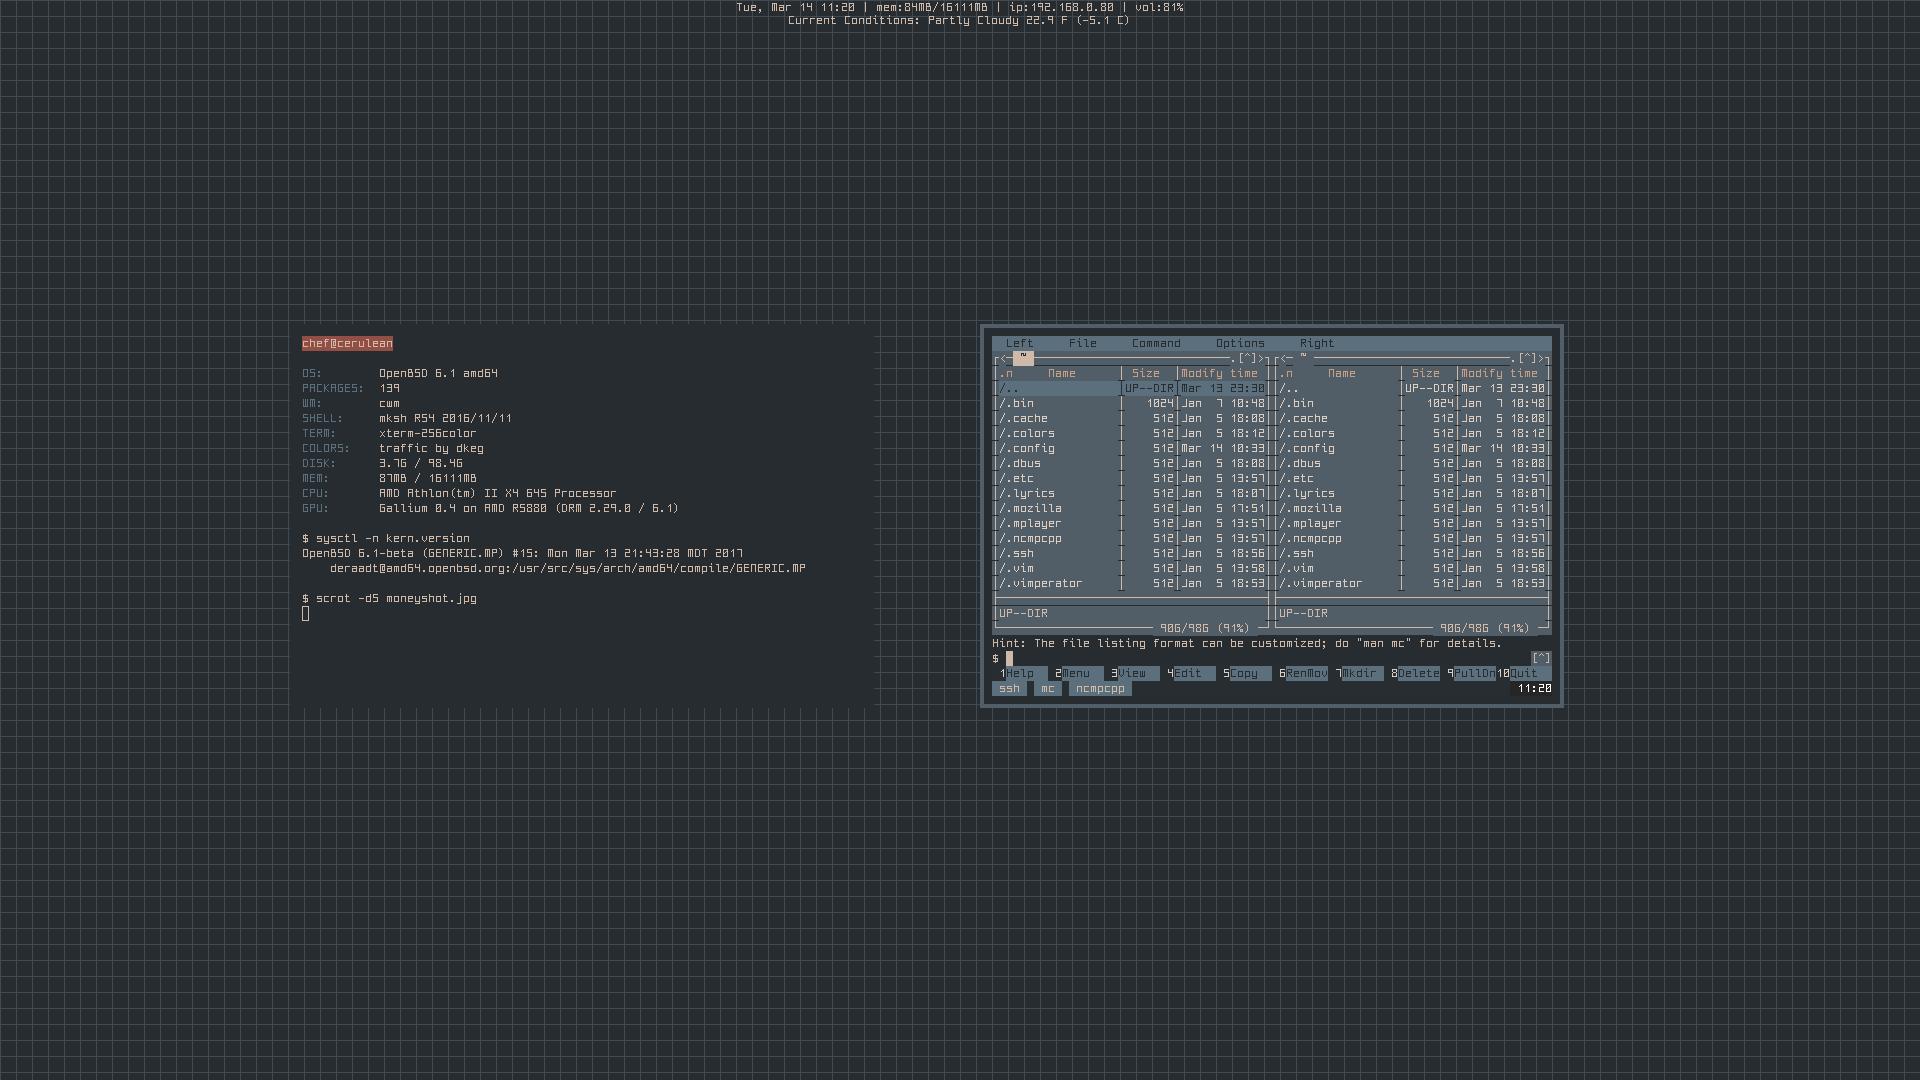 Tue, Mar 14 11:20 | mem:84MB/16111MB | ip:192.168.0.80 | vol:81%
Current Conditions: Partly Cloudy 22.9 F (-5.1 C)
chef@cerulean
OS: OpenBSD 6.1 amd64
PACKAGES: 139
WM: cwm
SHELL: mksh R54 2016/11/11
TERM: xterm-256color
COLORS: traffic by dkeg
DISK: 3.7G / 98.4G
MEM: 87MB / 16111MB
CPU: AMD Athlon(tm) II X4 645 Processor
GPU: Gallium 0.4 on AMD RS880 (DRM 2.29.0 / 6.1)
$ sysctl -n kern.version
OpenBSD 6.1-beta (GENERIC.MP) #15: Mon Mar 13 21:43:28 MDT 2017
deraadt@amd64.openbsd.org:/usr/src/sys/arch/amd64/compile/GENERIC.MP
$ scrot -d5 moneyshot.jpg
Left File Command Options Right
<- ~ .[^]> <- ~ .[^]>
.n Name Size Modify time .n Name Size Modify time
/.. UP--DIR Mar 13 23:30 /.. UP--DIR Mar 13 23:30
/.bin 1024 Jan 7 10:48 /.bin 1024 Jan 7 10:48
/.cache 512 Jan 5 18:08 /.cache 512 Jan 5 18:08
/.colors 512 Jan 5 18:12 /.colors 512 Jan 5 18:12
/.config 512 Mar 14 10:33 /.config 512 Mar 14 10:33
/.dbus 512 Jan 5 18:08 /.dbus 512 Jan 5 18:08
/.etc 512 Jan 5 13:57 /.etc 512 Jan 5 13:57
/.lyrics 512 Jan 5 18:07 /.lyrics 512 Jan 5 18:07
/.mozilla 512 Jan 5 17:51 /.mozilla 512 Jan 5 17:51
/.mplayer 512 Jan 5 13:57 /.mplayer 512 Jan 5 13:57
/.ncmpcpp 512 Jan 5 13:57 /.ncmpcpp 512 Jan 5 13:57
/.ssh 512 Jan 5 18:56 /.ssh 512 Jan 5 18:56
/.vim 512 Jan 5 13:58 /.vim 512 Jan 5 13:58
/.vimperator 512 Jan 5 18:53 /.vimperator 512 Jan 5 18:53
UP--DIR UP--DIR
90G/98G (91%) 90G/98G (91%)
Hint: The file listing format can be customized; do "man mc" for details.
$ [^]
1Help 2Menu 3View 4Edit 5Copy 6RenMov 7Mkdir 8Delete 9PullDn 10Quit
ssh mc ncmpcpp 11:20